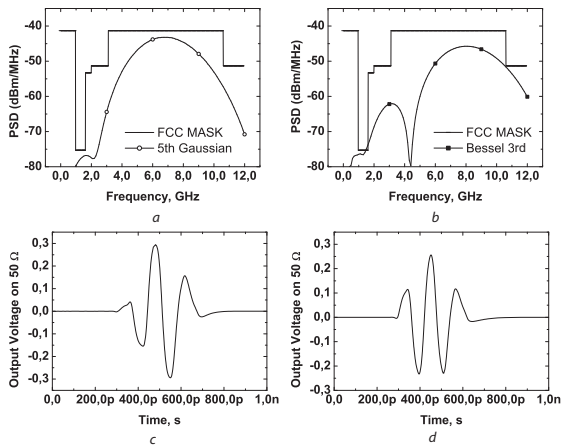 -40
-50
-60
-70
-80
PSD (dBm/MHz)
FCC MASK
5th Gaussian
0,0 2,0 4,0 6,0 8,0 10,0 12,0
Frequency, GHz
a
-40
-50
-60
-70
-80
PSD (dBm/MHz)
FCC MASK
Bessel 3rd
0,0 2,0 4,0 6,0 8,0 10,0 12,0
Frequency, GHz
b
0,3
0,2
0,1
0,0
-0,1
-0,2
-0,3
Output Voltage on 50 Ω
0,0 200,0p 400,0p 600,0p 800,0p 1,0n
Time, s
c
0,3
0,2
0,1
0,0
-0,1
-0,2
0,3
Output Voltage on 50 Ω
0,0 200,0p 400,0p 600,0p 800,0p 1,0n
Time, s
d